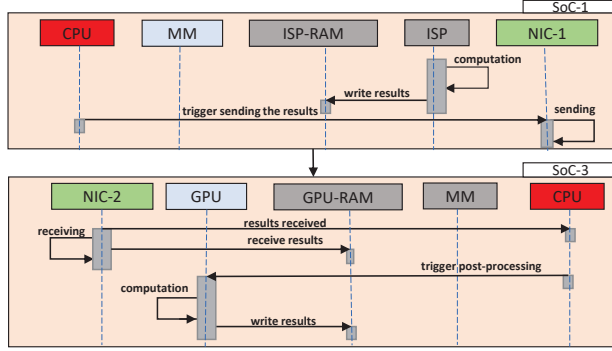 SoC-1
CPU MM ISP-RAM ISP NIC-1
computation
write results
trigger sending the results
sending
SoC-3
NIC-2 GPU GPU-RAM MM CPU
results received
receiving
receive results
trigger post-processing
computation
write results